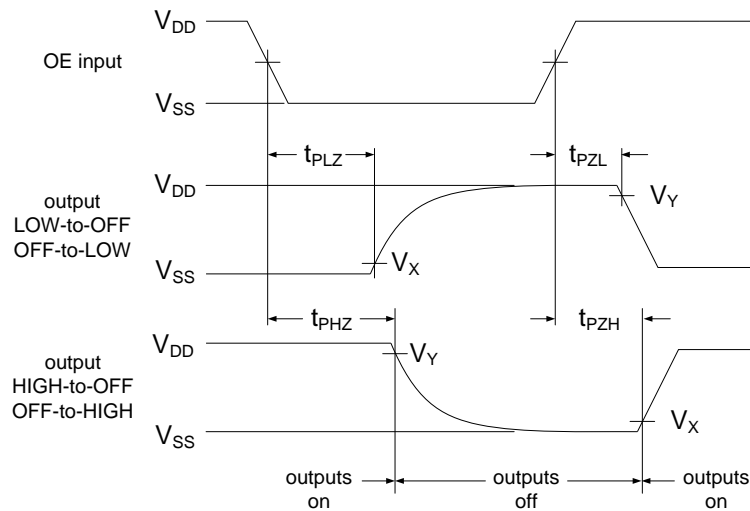 V_DD
OE input
V_SS
t_PLZ
t_PZL
V_DD
V_Y
output
LOW-to-OFF
OFF-to-LOW
V_SS
V_X
t_PHZ
t_PZH
V_DD
V_Y
output
HIGH-to-OFF
OFF-to-HIGH
V_X
V_SS
outputs
on
outputs
off
outputs
on